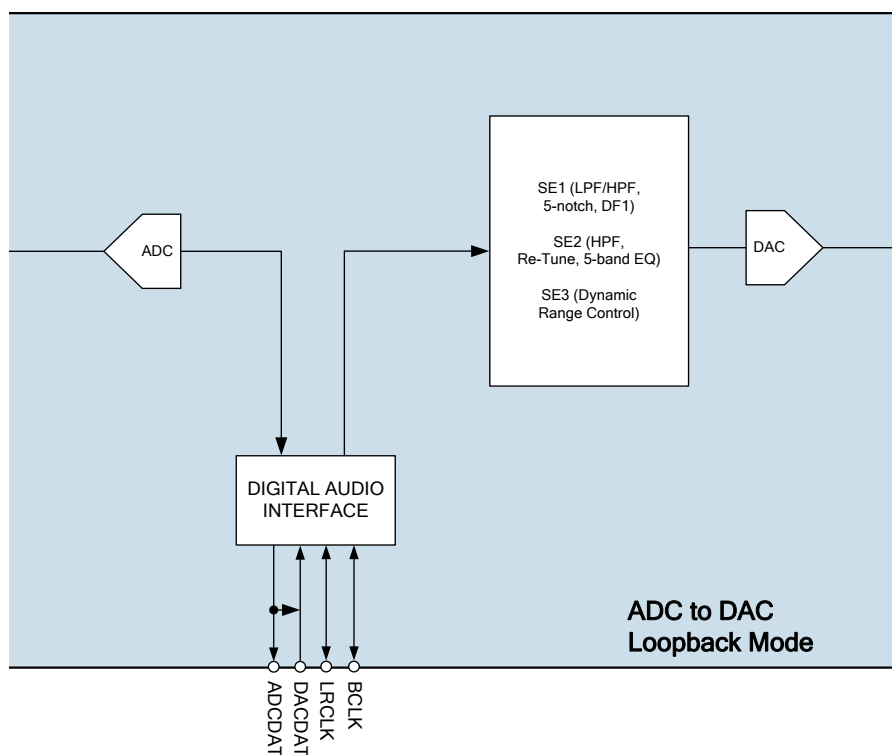 SE1 (LPF/HPF,
5-notch, DF1)
SE2 (HPF,
Re-Tune, 5-band EQ)
SE3 (Dynamic
Range Control)
ADC
DAC
DIGITAL AUDIO
INTERFACE
ADC to DAC
Loopback Mode
ADCDAT
DACDAT
LRCLK
BCLK